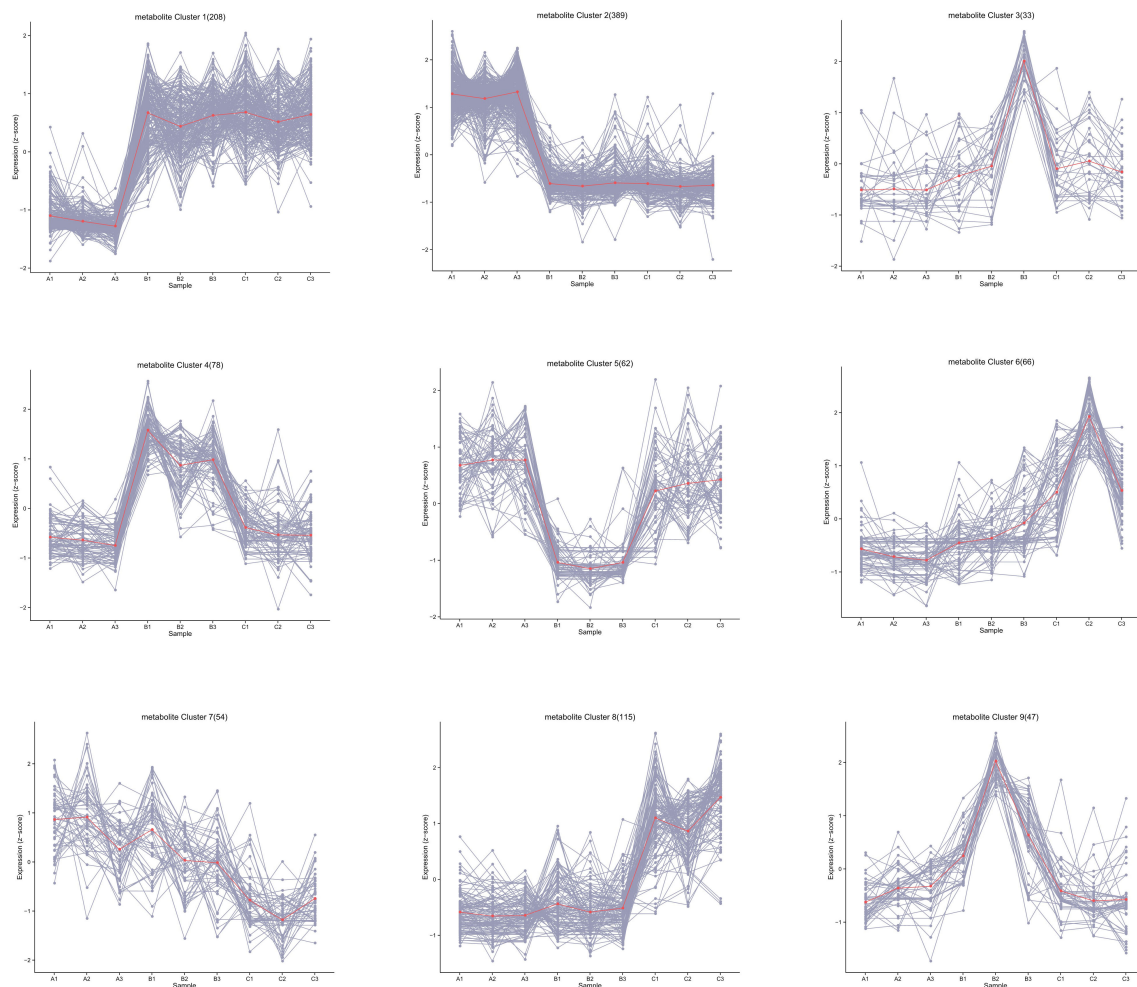 metabolite Cluster 1(208)
Expression (z−score)
2
1
0
−1
−2
A1 A2 A3 B1 B2 B3 C1 C2 C3
Sample
metabolite Cluster 2(389)
Expression (z−score)
2
1
0
−1
−2
A1 A2 A3 B1 B2 B3 C1 C2 C3
Sample
metabolite Cluster 3(33)
Expression (z−score)
2
1
0
−1
−2
A1 A2 A3 B1 B2 B3 C1 C2 C3
Sample
metabolite Cluster 4(78)
Expression (z−score)
2
1
0
−1
−2
A1 A2 A3 B1 B2 B3 C1 C2 C3
Sample
metabolite Cluster 5(62)
Expression (z−score)
2
1
0
−1
−2
A1 A2 A3 B1 B2 B3 C1 C2 C3
Sample
metabolite Cluster 6(66)
Expression (z−score)
2
1
0
−1
A1 A2 A3 B1 B2 B3 C1 C2 C3
Sample
metabolite Cluster 7(54)
Expression (z−score)
2
1
0
−1
−2
A1 A2 A3 B1 B2 B3 C1 C2 C3
Sample
metabolite Cluster 8(115)
Expression (z−score)
2
1
0
−1
A1 A2 A3 B1 B2 B3 C1 C2 C3
Sample
metabolite Cluster 9(47)
Expression (z−score)
2
1
0
−1
A1 A2 A3 B1 B2 B3 C1 C2 C3
Sample